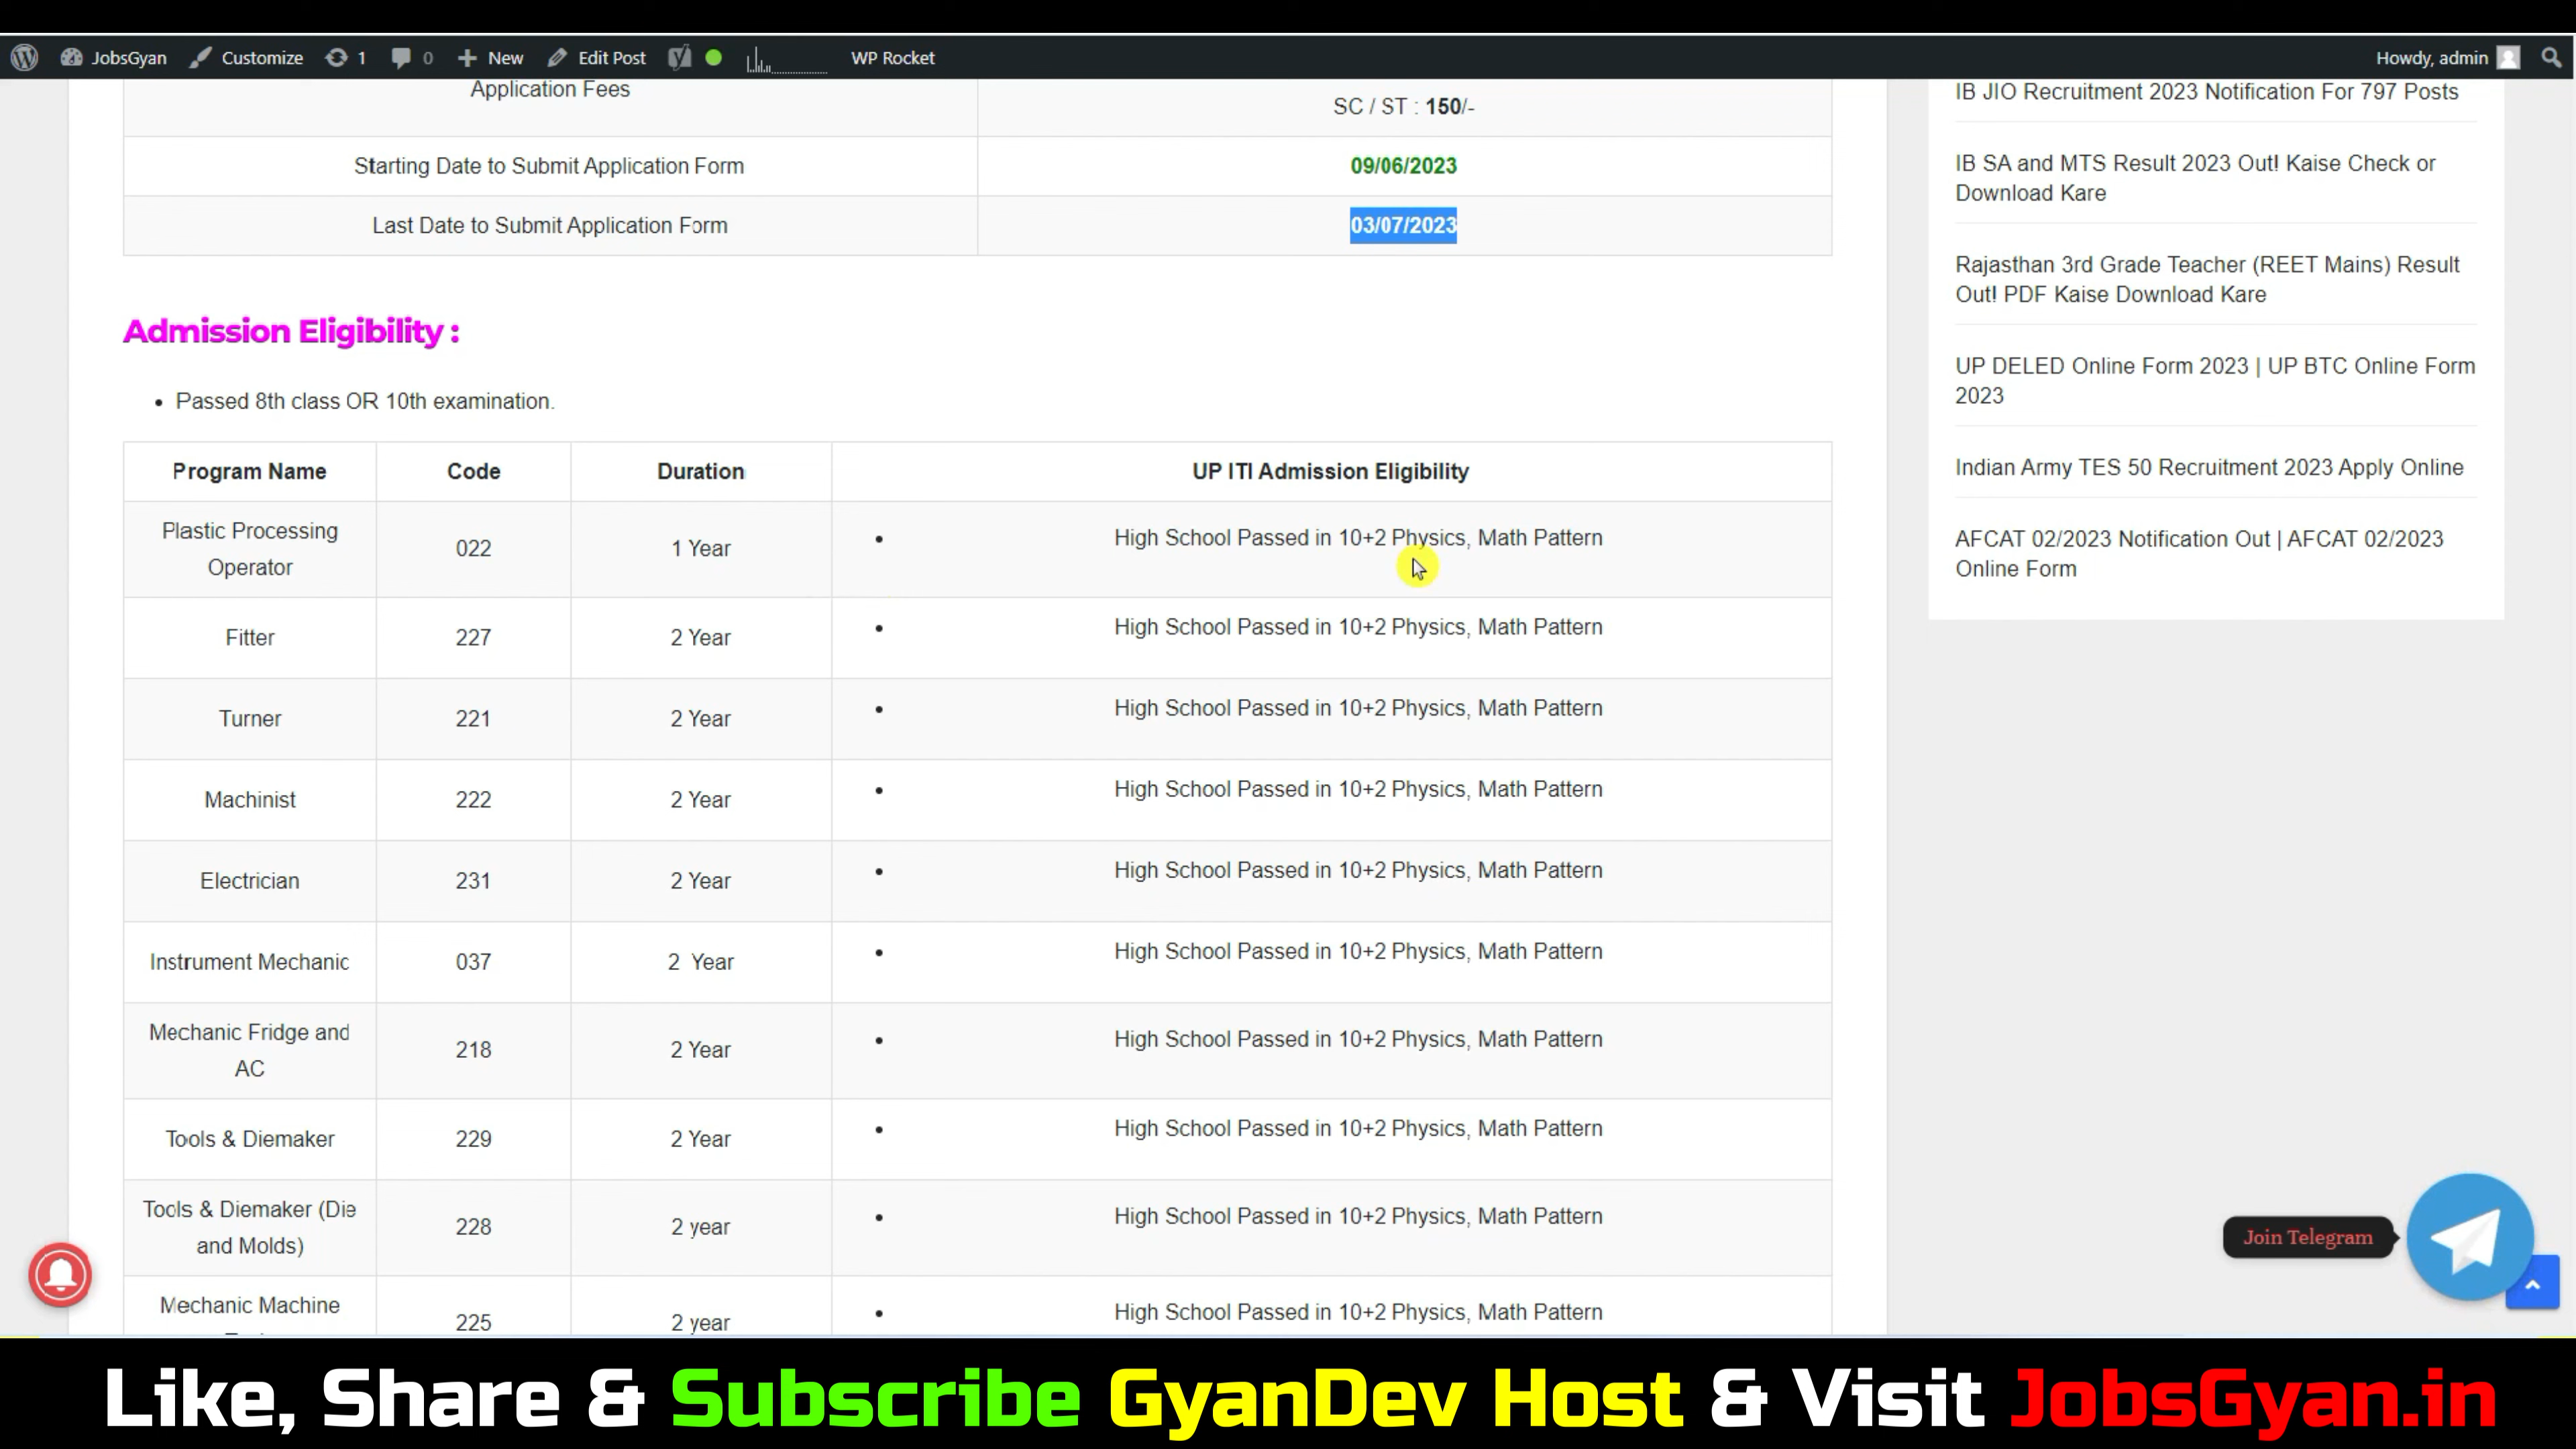 JobsGyan Customize 1 0 New Edit Post WP Rocket Howdy, admin
Application Fees
SC / ST : 150/-
Starting Date to Submit Application Form 09/06/2023
Last Date to Submit Application Form 03/07/2023
Admission Eligibility :
• Passed 8th class OR 10th examination.
Program Name Code Duration UP ITI Admission Eligibility
Plastic Processing
Operator 022 1 Year • High School Passed in 10+2 Physics, Math Pattern
Fitter 227 2 Year • High School Passed in 10+2 Physics, Math Pattern
Turner 221 2 Year • High School Passed in 10+2 Physics, Math Pattern
Machinist 222 2 Year • High School Passed in 10+2 Physics, Math Pattern
Electrician 231 2 Year • High School Passed in 10+2 Physics, Math Pattern
Instrument Mechanic 037 2 Year • High School Passed in 10+2 Physics, Math Pattern
Mechanic Fridge and
AC 218 2 Year • High School Passed in 10+2 Physics, Math Pattern
Tools & Diemaker 229 2 Year • High School Passed in 10+2 Physics, Math Pattern
Tools & Diemaker (Die
and Molds) 228 2 year • High School Passed in 10+2 Physics, Math Pattern
Mechanic Machine
225 2 year • High School Passed in 10+2 Physics, Math Pattern
IB JIO Recruitment 2023 Notification For 797 Posts
IB SA and MTS Result 2023 Out! Kaise Check or
Download Kare
Rajasthan 3rd Grade Teacher (REET Mains) Result
Out! PDF Kaise Download Kare
UP DELED Online Form 2023 | UP BTC Online Form
2023
Indian Army TES 50 Recruitment 2023 Apply Online
AFCAT 02/2023 Notification Out | AFCAT 02/2023
Online Form
Join Telegram
Like, Share & Subscribe GyanDev Host & Visit JobsGyan.in